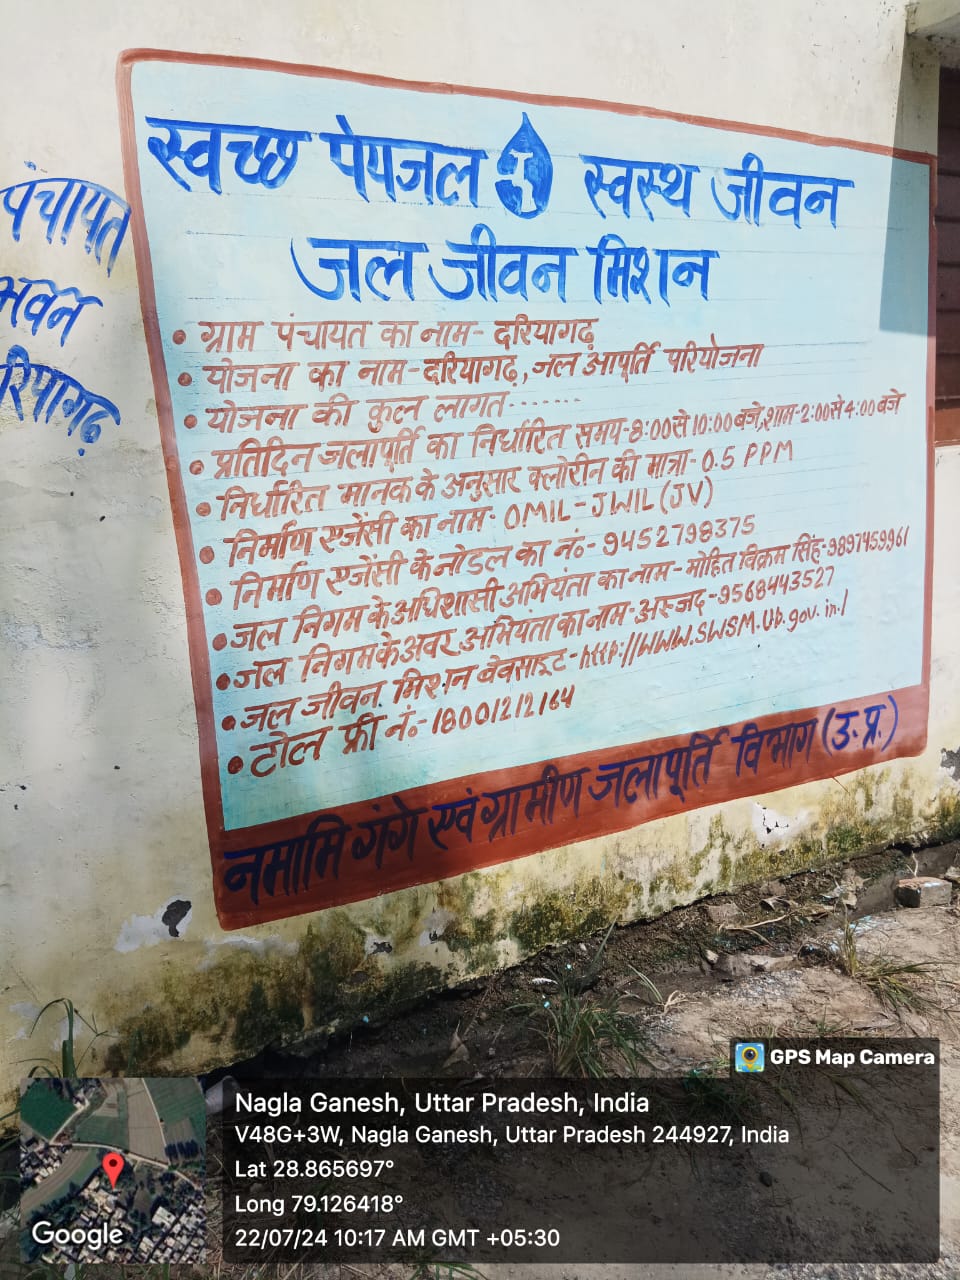 स्वच्छ पेयजल स्वस्थ जीवन
जल जीवन मिशन
• ग्राम पंचायत का नाम- दरियागढ़
• योजना का नाम-दरियागढ़, जल आपूर्ति परियोजना
• योजना की कुल लागत.......
• प्रतिदिन जलापूर्ति का निर्धारित समय-8:00से 10:00बजे,शाम-2:00से 4:00बजे
• निर्धारित मानक के अनुसार क्लोरीन की मात्रा- 0.5 PPM
• निर्माण एजेंसी का नाम- OMIL-JWIL (JV)
• निर्माण एजेंसी के नोडल का नं०- 9452798375
• जल निगम के अधिशासी अभियंता का नाम- मोहित विक्रम सिंह-9897459961
• जल निगम के अवर अभियंता का नाम-अस्जद-9568443527
• जल जीवन मिशन बेवसाइट-http://WWW.SWSM.Up.gov.in./
• टोल फ्री नं०-18001212164
नमामि गंगे एवं ग्रामीण जलापूर्ति विभाग (उ.प्र.)
पंचायत
भवन
GPS Map Camera
Nagla Ganesh, Uttar Pradesh, India
V48G+3W, Nagla Ganesh, Uttar Pradesh 244927, India
Lat 28.865697°
Long 79.126418°
22/07/24 10:17 AM GMT +05:30
Google